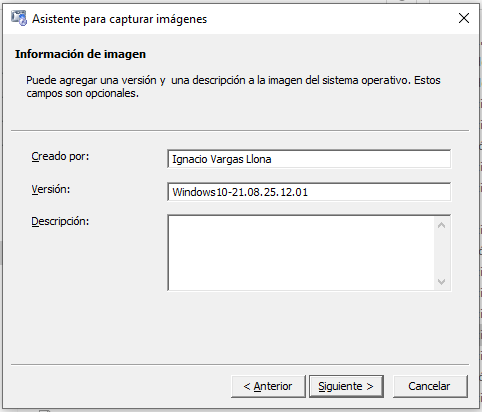 Asistente para capturar imágenes
Información de imagen
Puede agregar una versión y una descripción a la imagen del sistema operativo. Estos
campos son opcionales.
Creado por:
Ignacio Vargas Llona
Versión:
Windows10-21.08.25.12.01
Descripción:
< Anterior
Siguiente >
Cancelar